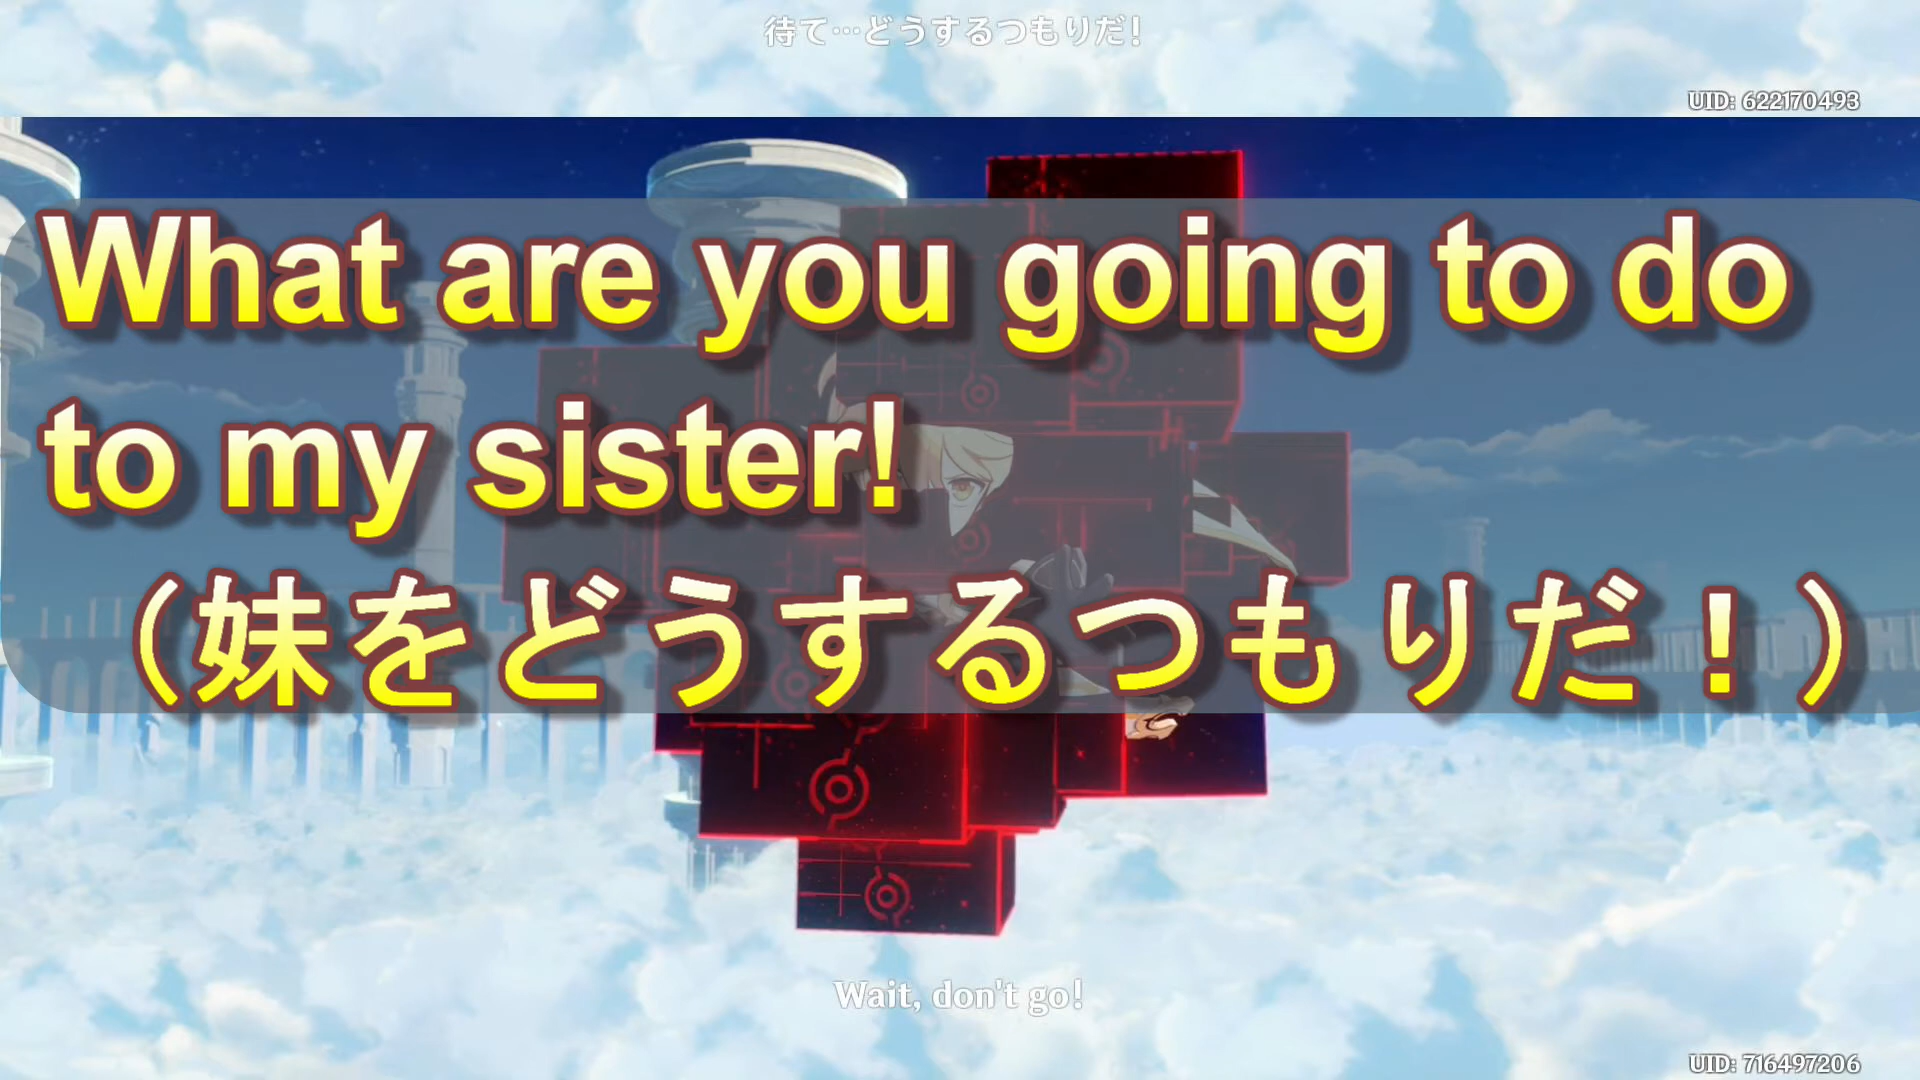 待て…どうするつもりだ!
UID: 622170493
What are you going to do
to my sister!
（妹をどうするつもりだ！）
Wait, don't go!
UID: 716497206